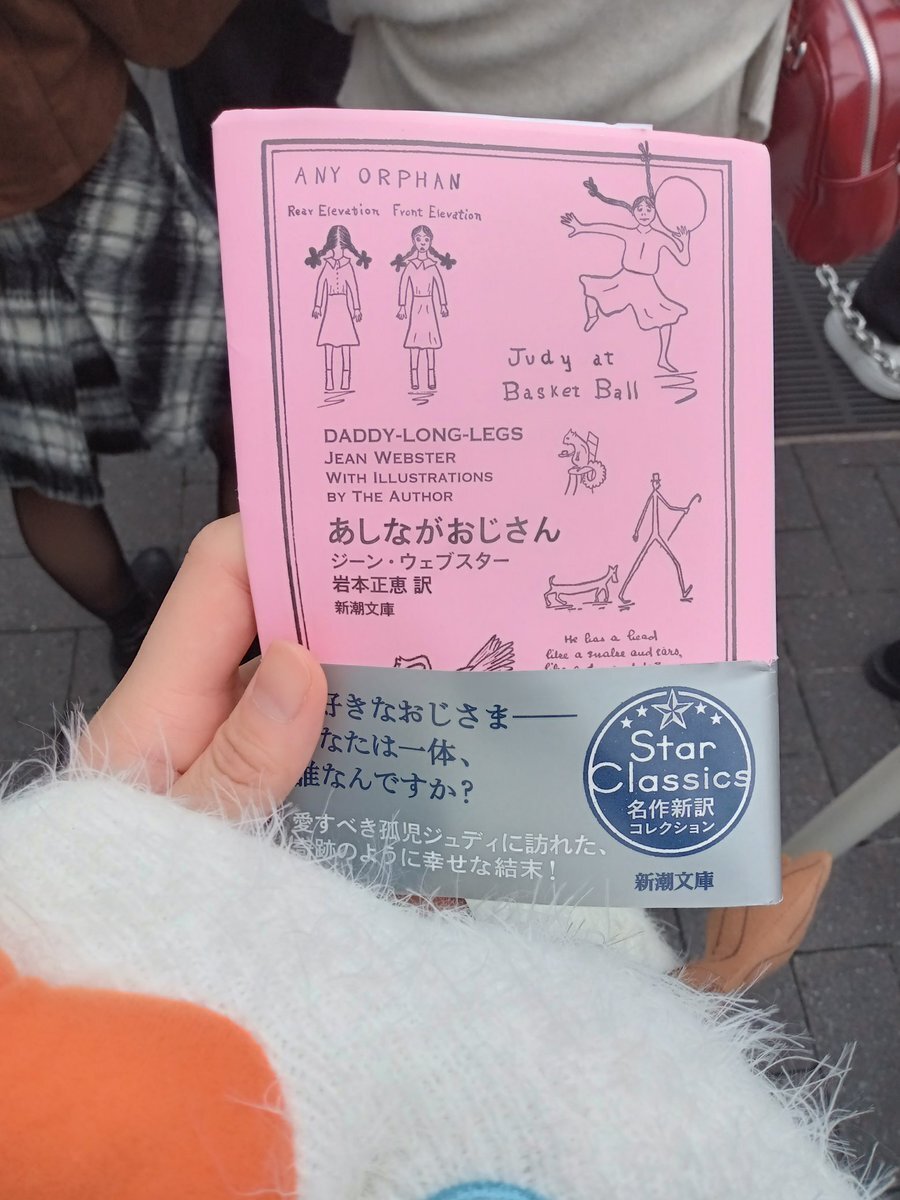 ANY ORPHAN
Rear Elevation Front Elevation
Judy at
Basket Ball
DADDY-LONG-LEGS
JEAN WEBSTER
WITH ILLUSTRATIONS
BY THE AUTHOR
あしながおじさん
ジーン・ウェブスター
岩本正恵 訳
新潮文庫
He has a head
like a snake and ears,
好きなおじさま――
なたは一体、
誰なんですか?
愛すべき孤児ジュディに訪れた、
奇跡のように幸せな結末!
Star
Classics
名作新訳
コレクション
新潮文庫